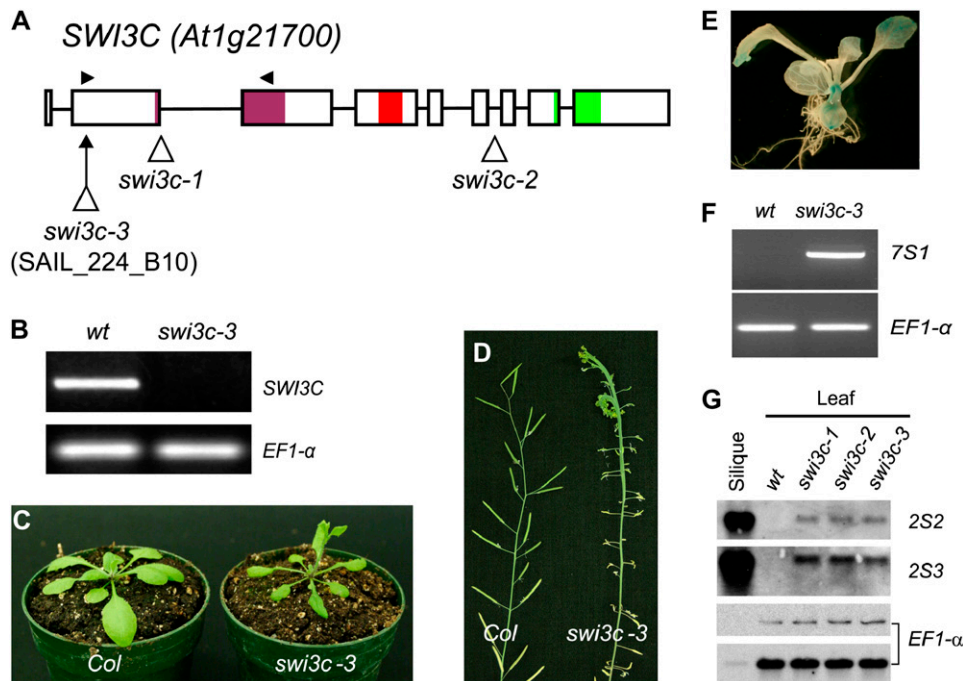 A
SWI3C (At1g21700)
swi3c-1
swi3c-2
swi3c-3
(SAIL_224_B10)
B
wt swi3c-3
SWI3C
EF1-α
C
Col
swi3c-3
D
Col
swi3c-3
E
F
wt swi3c-3
7S1
EF1-α
G
Leaf
Silique
wt
swi3c-1
swi3c-2
swi3c-3
2S2
2S3
EF1-α